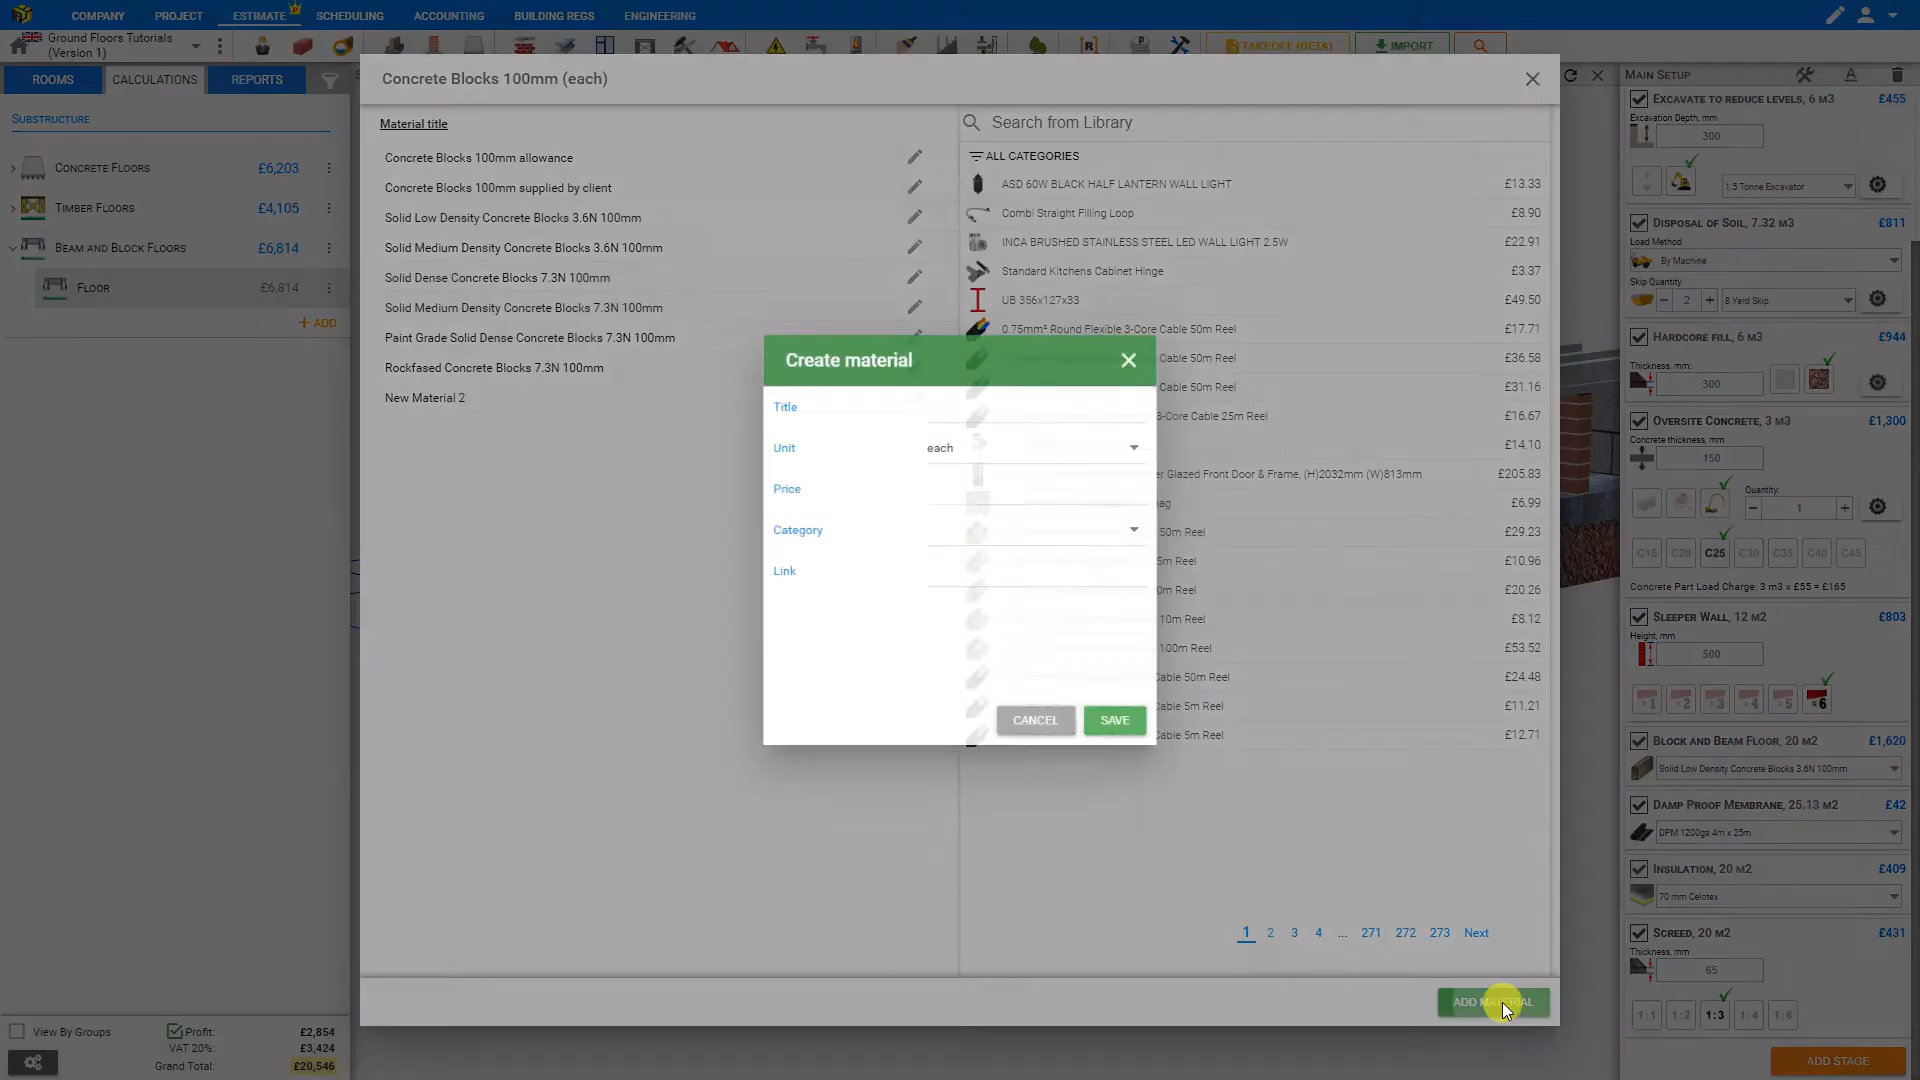 COMPANY PROJECT ESTIMATE SCHEDULING ACCOUNTING BUILDING REGS ENGINEERING
Ground Floors Tutorials
(Version 1)
TAKEOFF (BETA) IMPORT
ROOMS CALCULATIONS REPORTS
SUBSTRUCTURE
CONCRETE FLOORS £6,203
TIMBER FLOORS £4,105
BEAM AND BLOCK FLOORS £6,814
FLOOR £6,814
+ ADD
View By Groups
Profit: £2,854
VAT 20%: £3,424
Grand Total: £20,546
Concrete Blocks 100mm (each)
Material title
Concrete Blocks 100mm allowance
Concrete Blocks 100mm supplied by client
Solid Low Density Concrete Blocks 3.6N 100mm
Solid Medium Density Concrete Blocks 3.6N 100mm
Solid Dense Concrete Blocks 7.3N 100mm
Solid Medium Density Concrete Blocks 7.3N 100mm
Paint Grade Solid Dense Concrete Blocks 7.3N 100mm
Rockfased Concrete Blocks 7.3N 100mm
New Material 2
Search from Library
ALL CATEGORIES
ASD 60W BLACK HALF LANTERN WALL LIGHT £13.33
Combi Straight Filling Loop £8.90
INCA BRUSHED STAINLESS STEEL LED WALL LIGHT 2.5W £22.91
Standard Kitchens Cabinet Hinge £3.37
UB 356x127x33 £49.50
0.75mm² Round Flexible 3-Core Cable 50m Reel £17.71
Cable 50m Reel £36.58
Cable 50m Reel £31.16
3-Core Cable 25m Reel £16.67
£14.10
er Glazed Front Door & Frame, (H)2032mm (W)813mm £205.83
ag £6.99
50m Reel £29.23
5m Reel £10.96
0m Reel £20.26
10m Reel £8.12
100m Reel £53.52
Cable 50m Reel £24.48
Cable 5m Reel £11.21
Cable 5m Reel £12.71
1 2 3 4 ... 271 272 273 Next
ADD MATERIAL
Create material
Title
Unit each
Price
Category
Link
CANCEL SAVE
MAIN SETUP
EXCAVATE TO REDUCE LEVELS, 6 M3 £455
Excavation Depth, mm
300
1.5 Tonne Excavator
DISPOSAL OF SOIL, 7.32 M3 £811
Load Method
By Machine
Skip Quantity
2 8 Yard Skip
HARDCORE FILL, 6 M3 £944
Thickness, mm:
300
OVERSITE CONCRETE, 3 M3 £1,300
Concrete thickness, mm
150
Quantity:
1
C15 C20 C25 C30 C35 C40 C45
Concrete Part Load Charge: 3 m3 x £55 = £165
SLEEPER WALL, 12 M2 £803
Height, mm
500
x1 x2 x3 x4 x5 x6
BLOCK AND BEAM FLOOR, 20 M2 £1,620
Solid Low Density Concrete Blocks 3.6N 100mm
DAMP PROOF MEMBRANE, 25.13 M2 £42
DPM 1200ga 4m x 25m
INSULATION, 20 M2 £409
70 mm Celotex
SCREED, 20 M2 £431
Thickness, mm
65
1:1 1:2 1:3 1:4 1:6
ADD STAGE